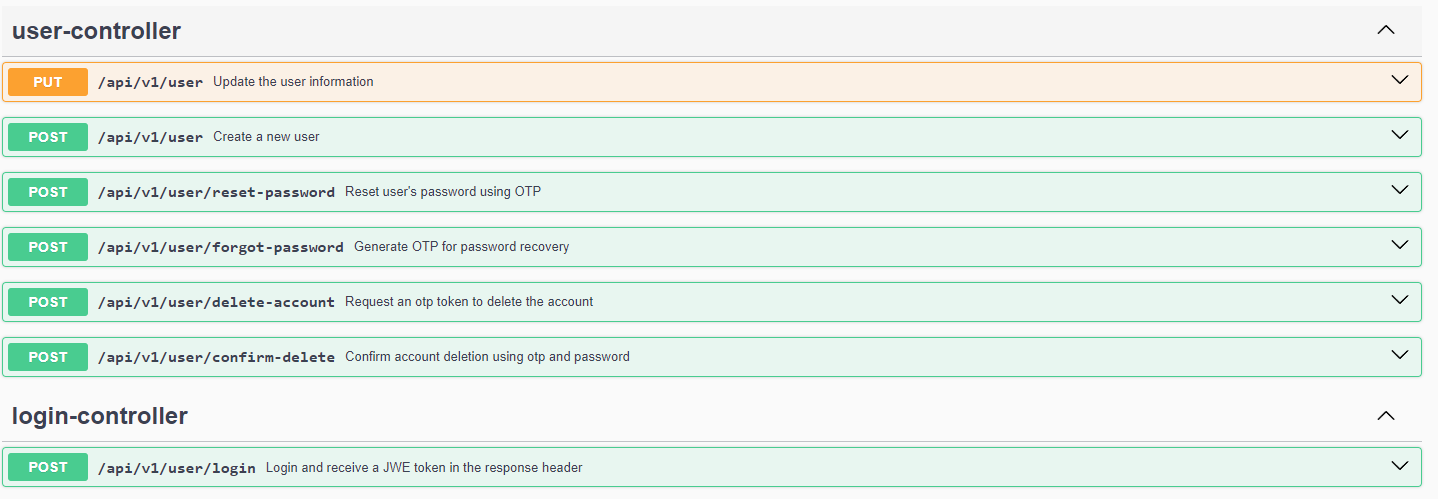 user-controller
PUT /api/v1/user Update the user information
POST /api/v1/user Create a new user
POST /api/v1/user/reset-password Reset user's password using OTP
POST /api/v1/user/forgot-password Generate OTP for password recovery
POST /api/v1/user/delete-account Request an otp token to delete the account
POST /api/v1/user/confirm-delete Confirm account deletion using otp and password
login-controller
POST /api/v1/user/login Login and receive a JWE token in the response header